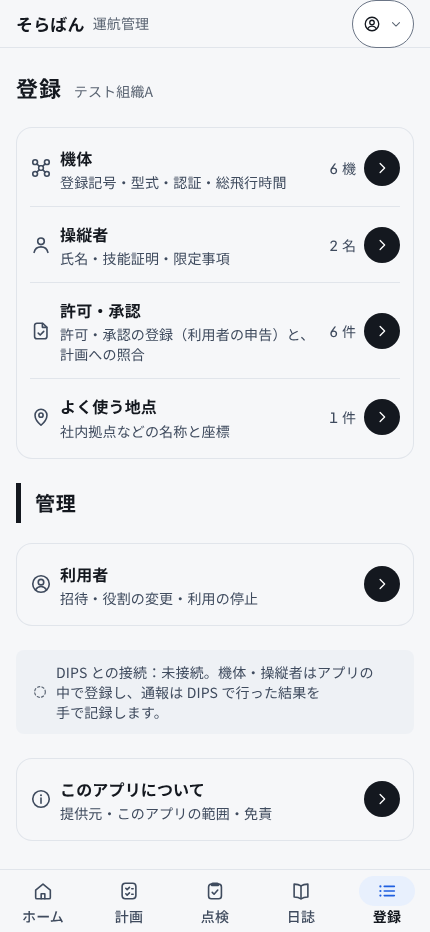 そらばん 運航管理
登録 テスト組織A
機体
登録記号・型式・認証・総飛行時間
6 機
操縦者
氏名・技能証明・限定事項
2 名
許可・承認
許可・承認の登録（利用者の申告）と、
計画への照合
6 件
よく使う地点
社内拠点などの名称と座標
1 件
管理
利用者
招待・役割の変更・利用の停止
DIPS との接続：未接続。機体・操縦者はアプリの
中で登録し、通報は DIPS で行った結果を
手で記録します。
このアプリについて
提供元・このアプリの範囲・免責
ホーム 計画 点検 日誌 登録